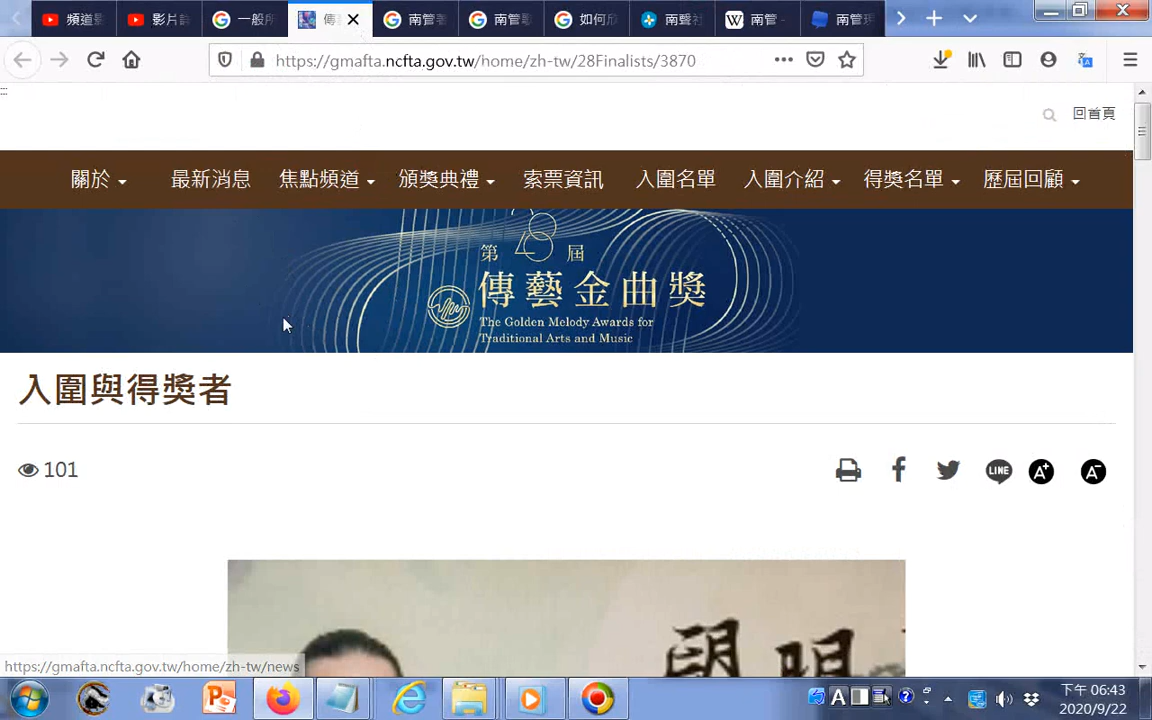 頻道
影片
一般
傳
南管
南管
如何
南聲
南管 -
南管
https://gmafta.ncfta.gov.tw/home/zh-tw/28Finalists/3870
回首頁
關於 最新消息 焦點頻道 頒獎典禮 索票資訊 入圍名單 入圍介紹 得獎名單 歷屆回顧
第28屆
傳藝金曲獎
The Golden Melody Awards for
Traditional Arts and Music
入圍與得獎者
101
LINE A+ A-
明
https://gmafta.ncfta.gov.tw/home/zh-tw/news
下午 06:43
2020/9/22